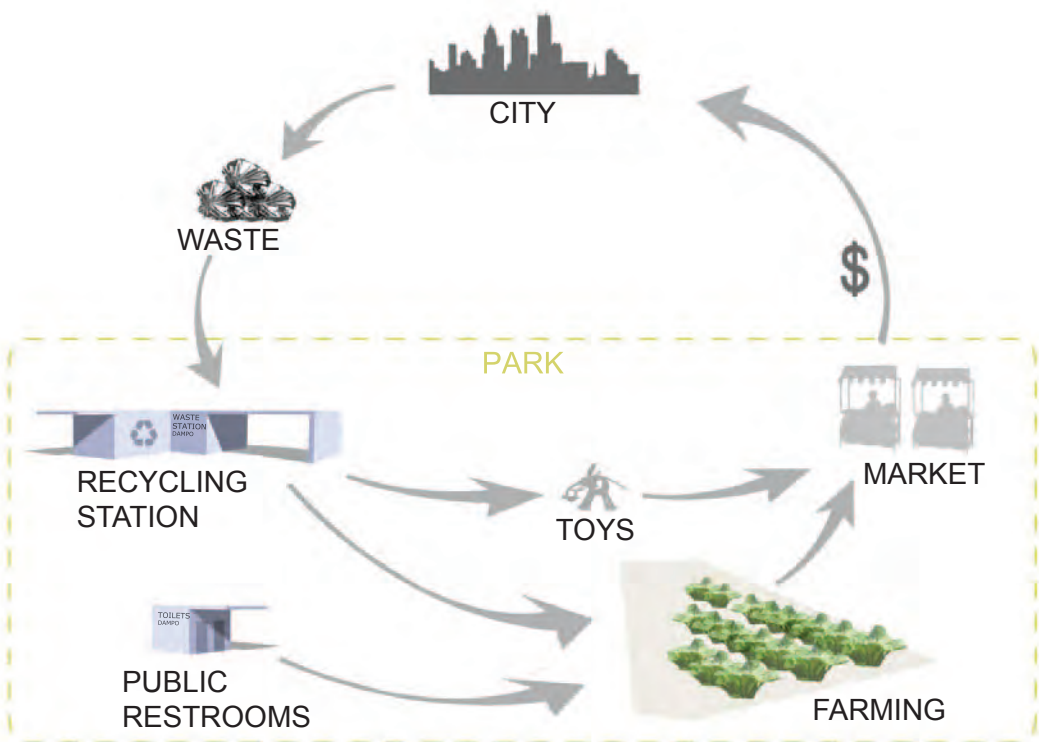 CITY
WASTE
$
PARK
WASTE
STATION
DAMPO
RECYCLING
STATION
MARKET
TOYS
TOILETS
DAMPO
PUBLIC
RESTROOMS
FARMING